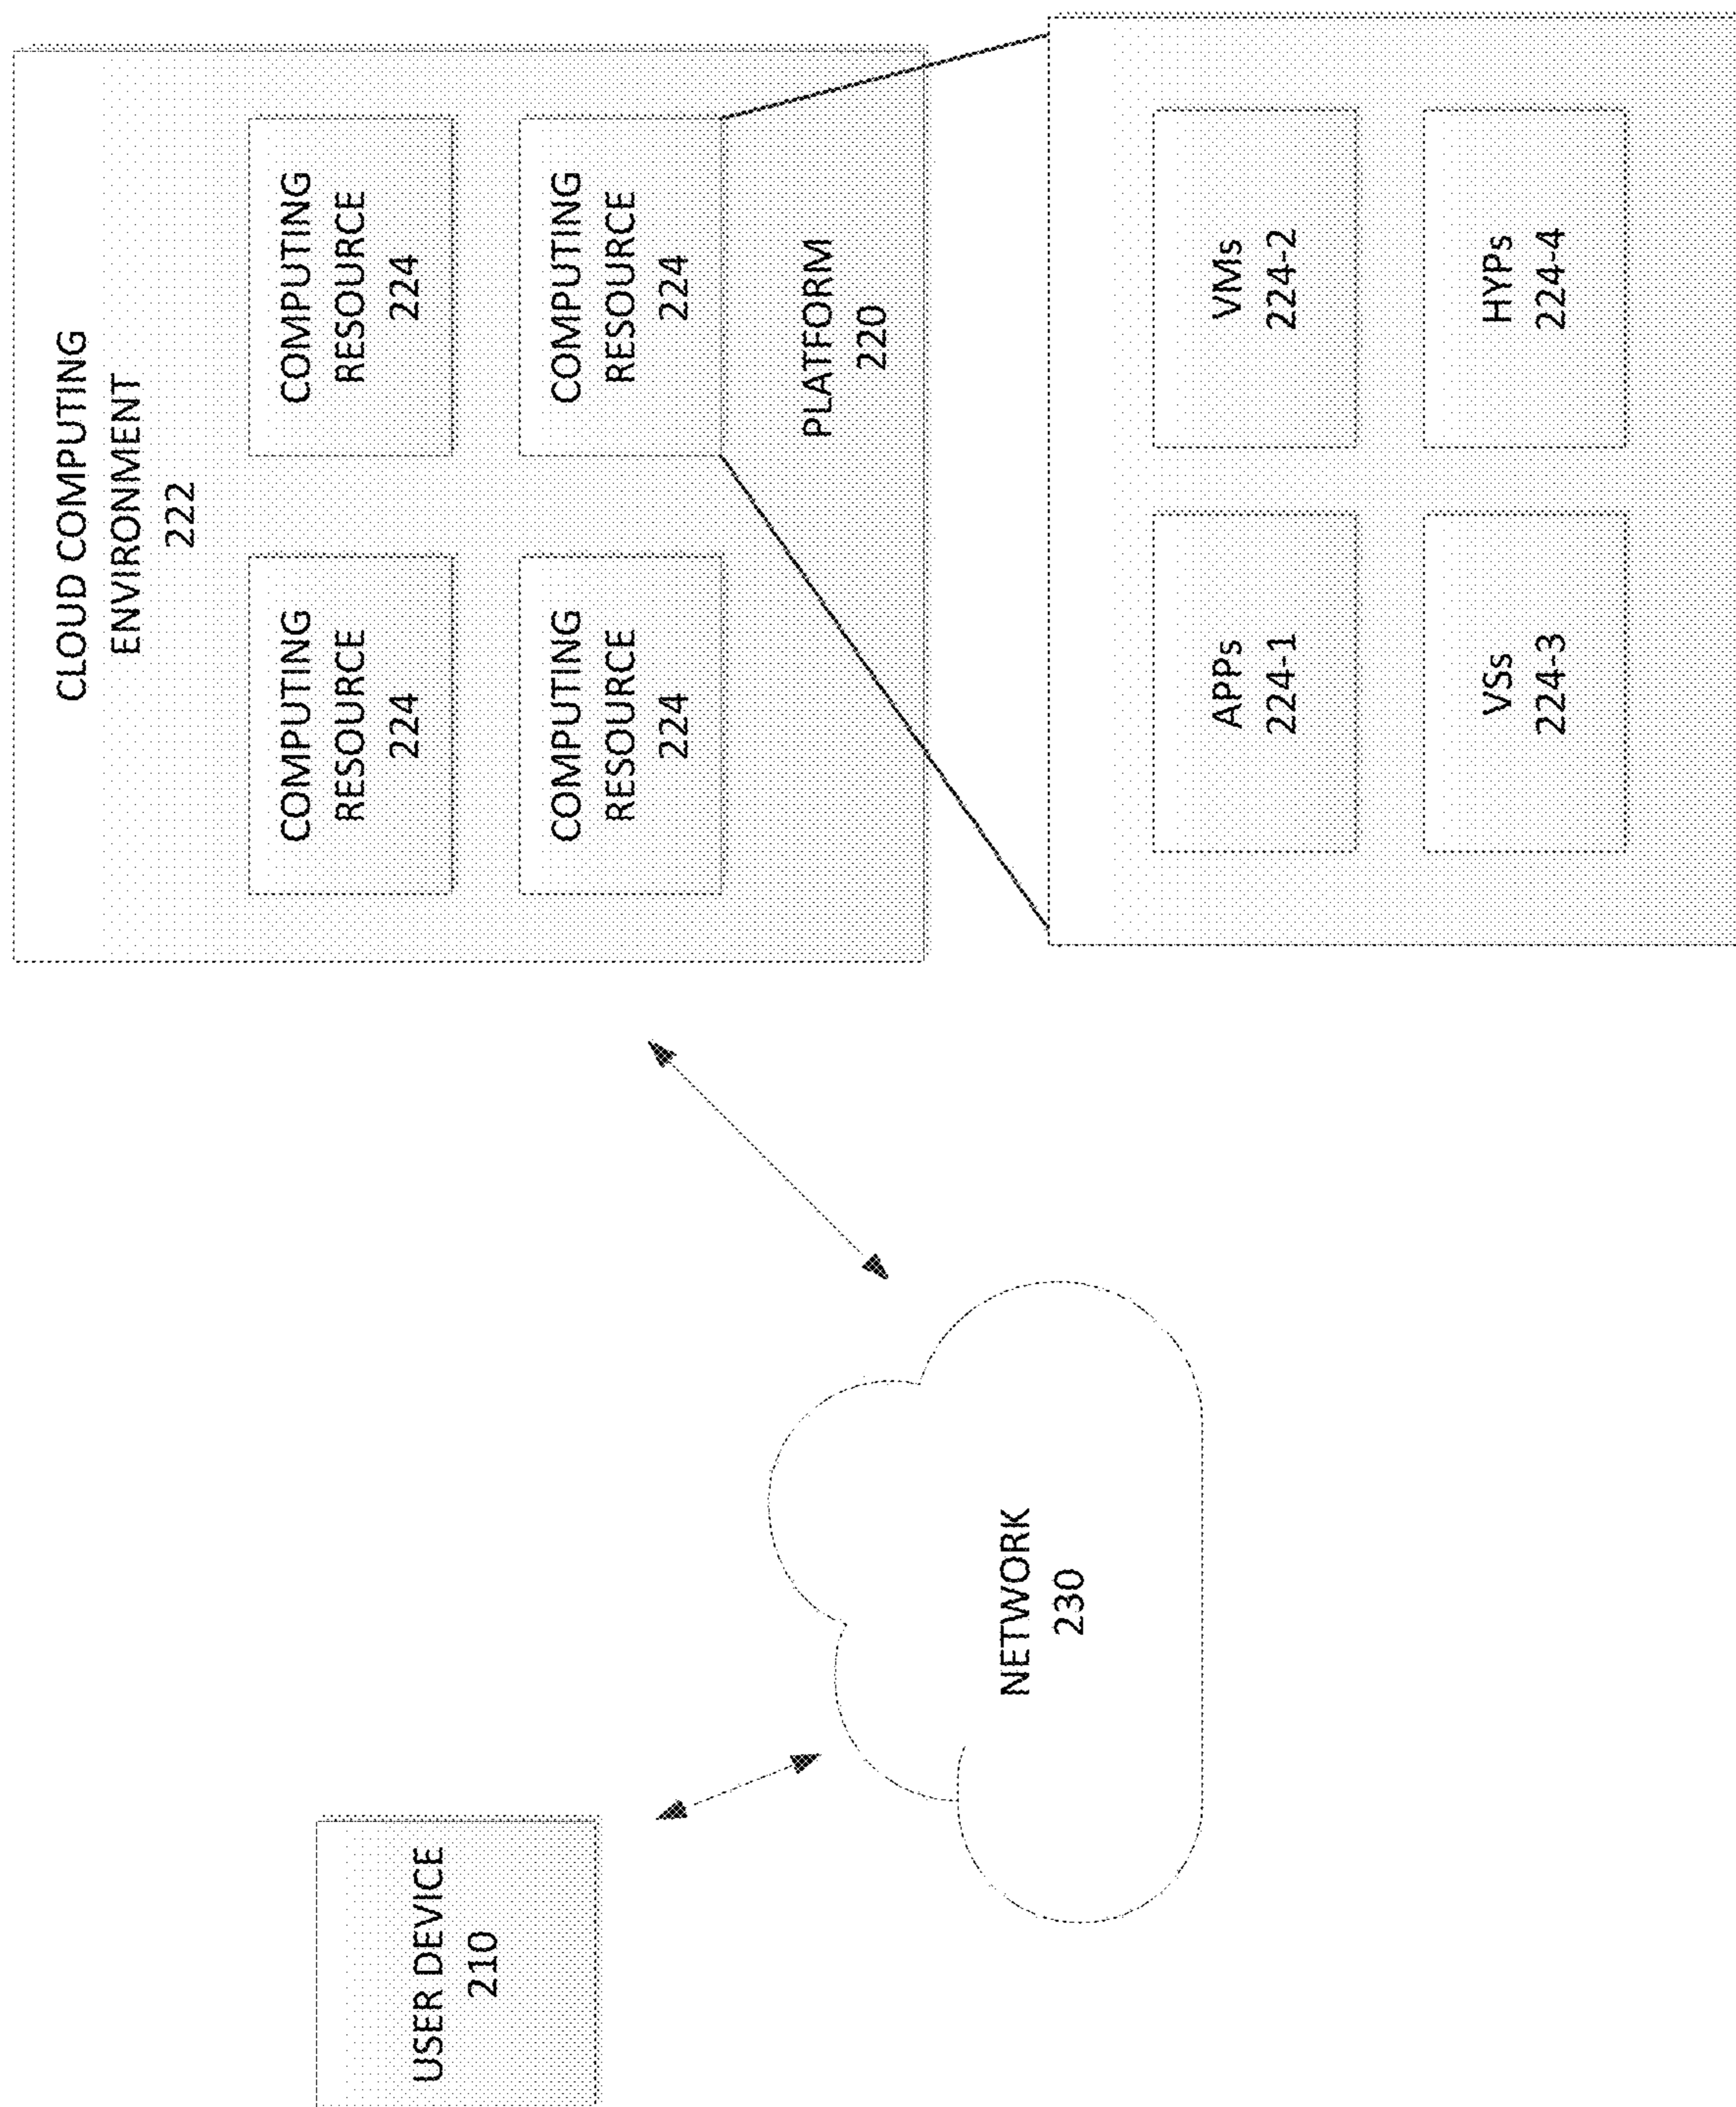 CLOUD COMPUTING
ENVIRONMENT
222
COMPUTING
RESOURCE
224
COMPUTING
RESOURCE
224
COMPUTING
RESOURCE
224
COMPUTING
RESOURCE
224
PLATFORM
220
USER DEVICE
210
NETWORK
230
APPs
224-1
VMs
224-2
VSs
224-3
HYPs
224-4